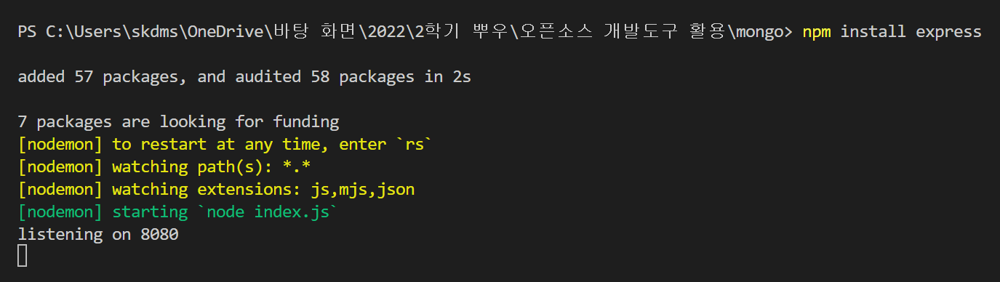 PS C:\Users\skdms\OneDrive\바탕 화면\2022\2학기 뿌우\오픈소스 개발도구 활용\mongo> npm install express
added 57 packages, and audited 58 packages in 2s
7 packages are looking for funding
[nodemon] to restart at any time, enter `rs`
[nodemon] watching path(s): *.*
[nodemon] watching extensions: js,mjs,json
[nodemon] starting `node index.js`
listening on 8080